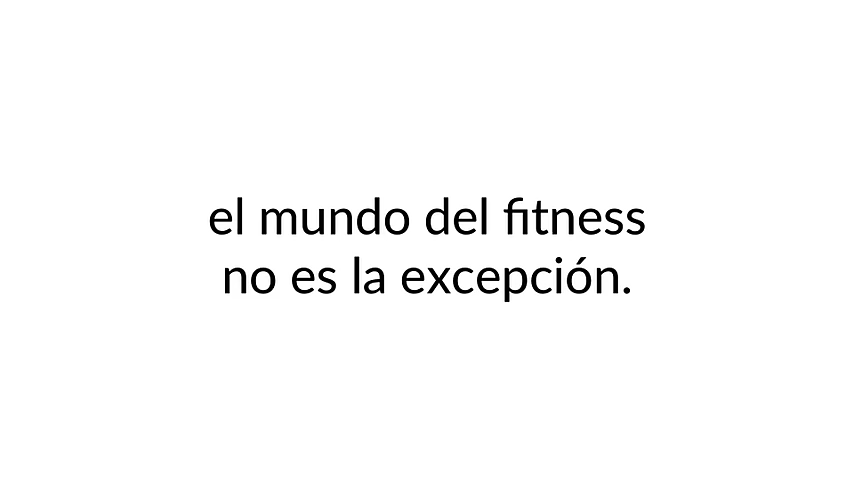 el mundo del fitness
no es la excepción.